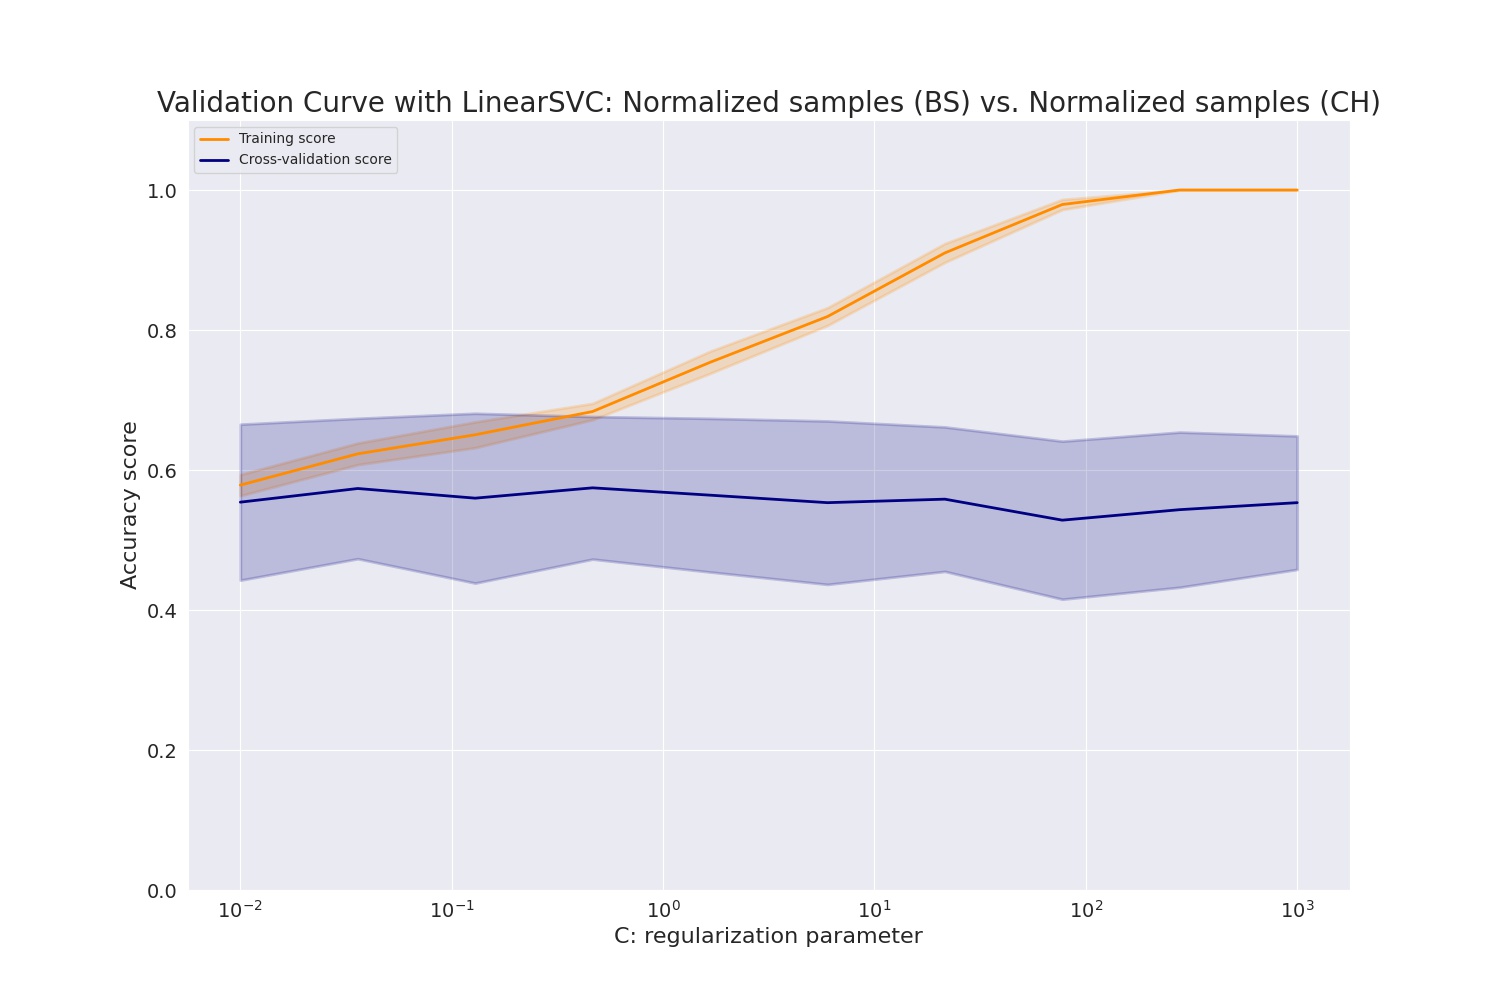 Validation Curve with LinearSVC: Normalized samples (BS) vs. Normalized samples (CH)
Training score
Cross-validation score
Accuracy score
1.0
0.8
0.6
0.4
0.2
0.0
10⁻² 10⁻¹ 10⁰ 10¹ 10² 10³
C: regularization parameter